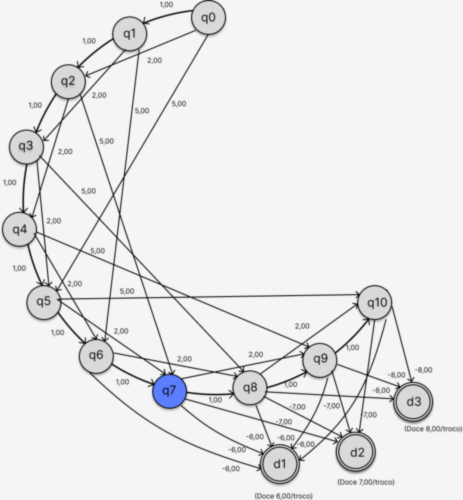 1,00
q0
q1
1,00
2,00
q2
2,00
5,00
5,00
1,00
q3
2,00
5,00
1,00
5,00
q4
2,00
5,00
1,00
2,00
5,00
q5
q10
1,00
2,00
2,00
q6
2,00
2,00
q9
1,00
1,00
q7
1,00
q8
1,00
-8,00
-8,00
-8,00
d3
-7,00
-7,00
-7,00
-7,00
(Doce 8,00/troco)
-6,00
-6,00
-6,00
-6,00
-6,00
d1
d2
(Doce 7,00/troco)
(Doce 6,00/troco)